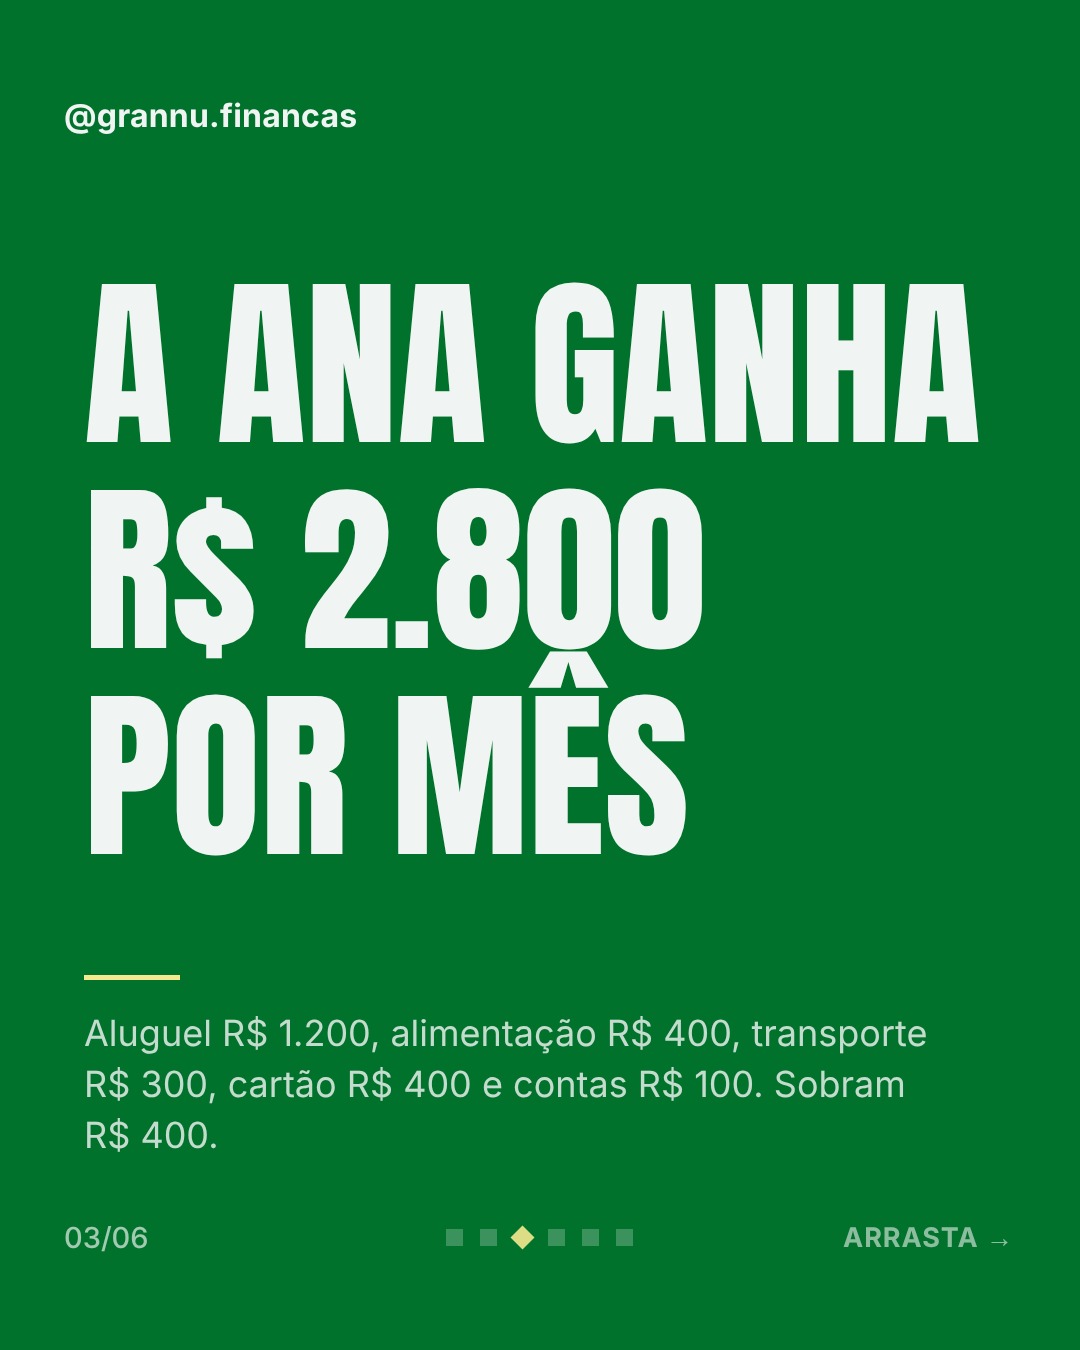 @grannu.financas
A ANA GANHA
R$ 2.800
POR MÊS
Aluguel R$ 1.200, alimentação R$ 400, transporte
R$ 300, cartão R$ 400 e contas R$ 100. Sobram
R$ 400.
03/06
ARRASTA →